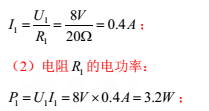 I₁ = U₁/R₁ = 8V/20Ω = 0.4A；
（2）电阻 R₁ 的电功率：
P₁ = U₁I₁ = 8V×0.4A = 3.2W；